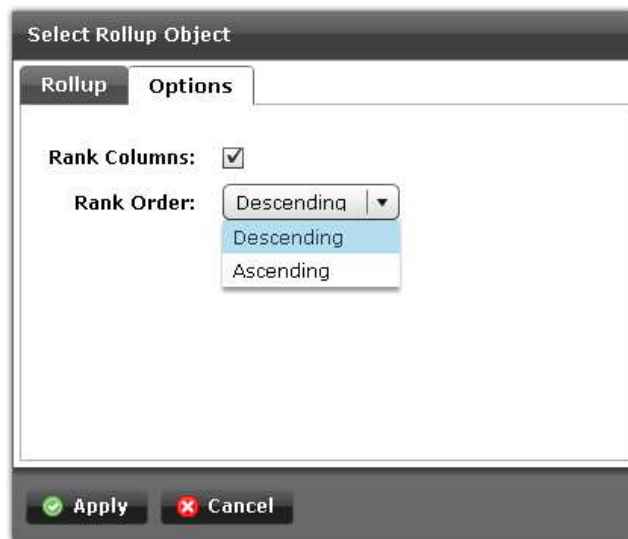 Select Rollup Object
Rollup Options
Rank Columns:
Rank Order: Descending
Descending
Ascending
Apply Cancel